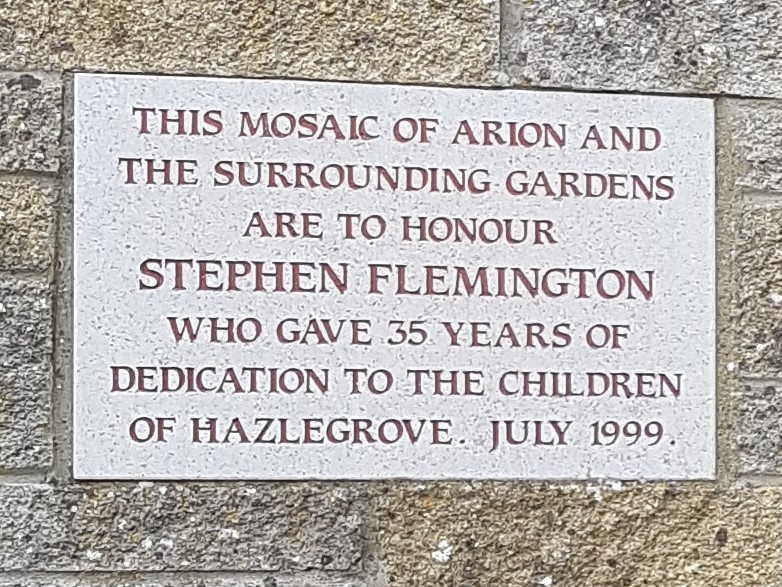 THIS MOSAIC OF ARION AND
THE SURROUNDING GARDENS
ARE TO HONOUR
STEPHEN FLEMINGTON
WHO GAVE 35 YEARS OF
DEDICATION TO THE CHILDREN
OF HAZLEGROVE. JULY 1999.